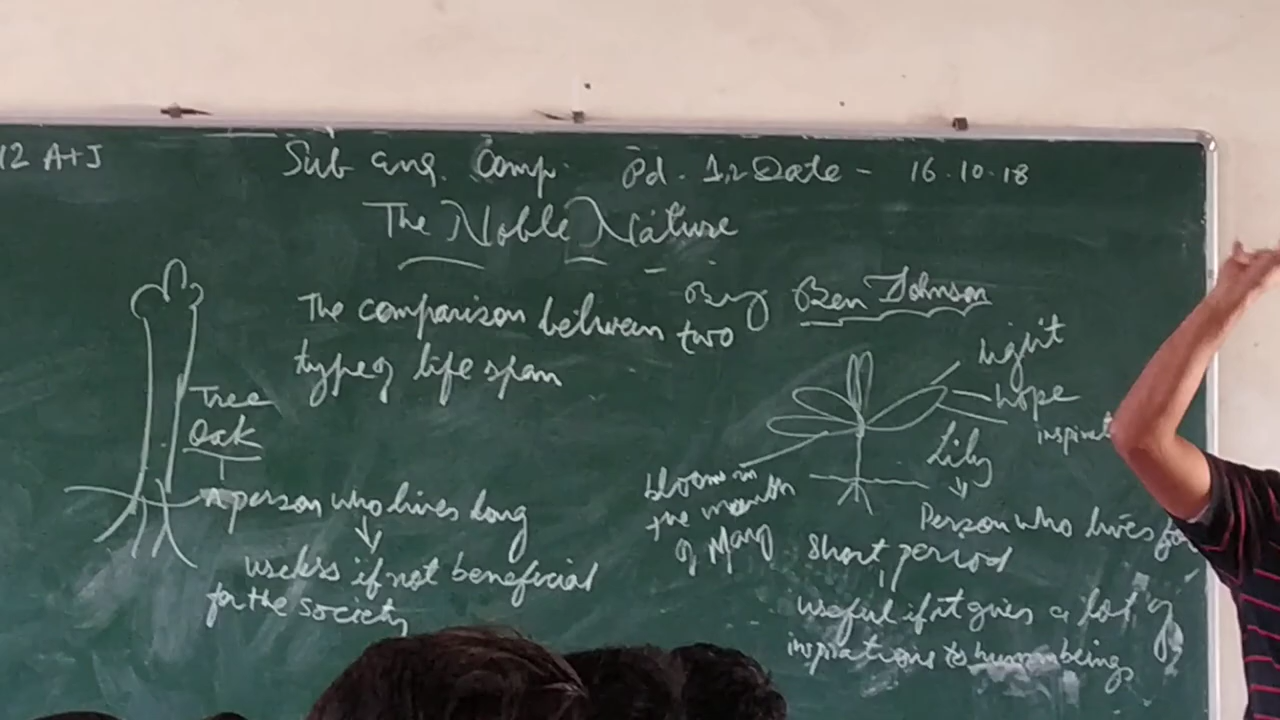 12 A+J Sub Eng. Comp. Pd. 1,2 Date - 16.10.18
The Noble Nature
By Ben Johnson
The comparison between two
type of life span
Tree
Oak
A person who lives long
useless if not beneficial
for the society
Light
hope
Lily
blooms in
the month
of May
Person who lives for
short period
useful if it gives a lot of
inspirations to human beings